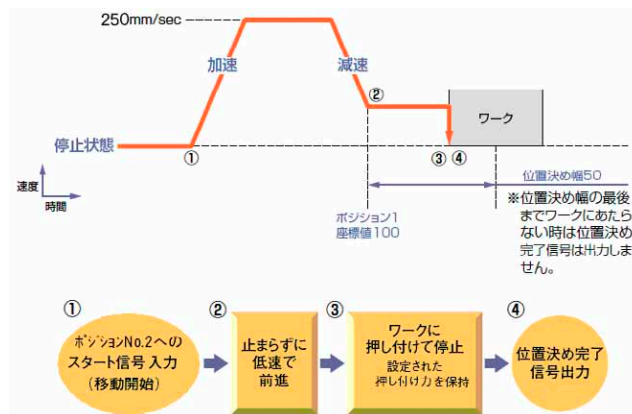 250mm/sec
加速
減速
②
ワーク
停止状態
①
③ ④
速度
時間
位置決め幅50
ポジション1
座標値100
※位置決め幅の最後
までワークにあたら
ない時は位置決め
完了信号は出力しま
せん。
①
ポジションNo.2への
スタート信号入力
(移動開始)
②
止まらずに
低速で
前進
③
ワークに
押し付けて停止
設定された
押し付け力を保持
④
位置決め完了
信号出力